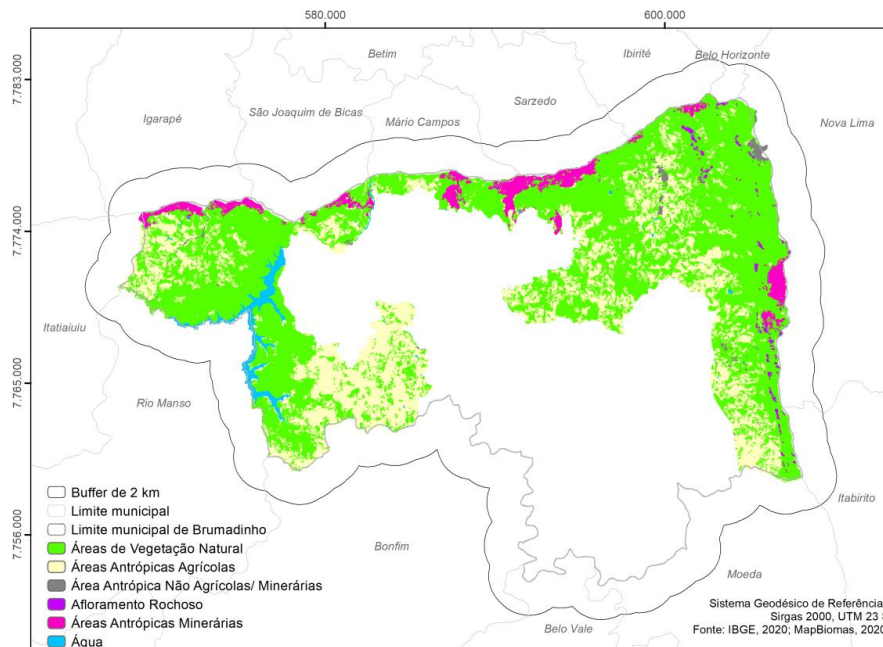 580.000
600.000
7.783.000
7.774.000
7.765.000
7.756.000
Betim
Ibirité
Belo Horizonte
Igarapé
São Joaquim de Bicas
Mário Campos
Sarzedo
Nova Lima
Itatiaiuiu
Rio Manso
Itabirito
Bonfim
Moeda
Belo Vale
Buffer de 2 km
Limite municipal
Limite municipal de Brumadinho
Áreas de Vegetação Natural
Áreas Antrópicas Agrícolas
Área Antrópica Não Agrícolas/ Minerárias
Afloramento Rochoso
Áreas Antrópicas Minerárias
Água
Sistema Geodésico de Referência
Sirgas 2000, UTM 23
Fonte: IBGE, 2020; MapBiomas, 2020